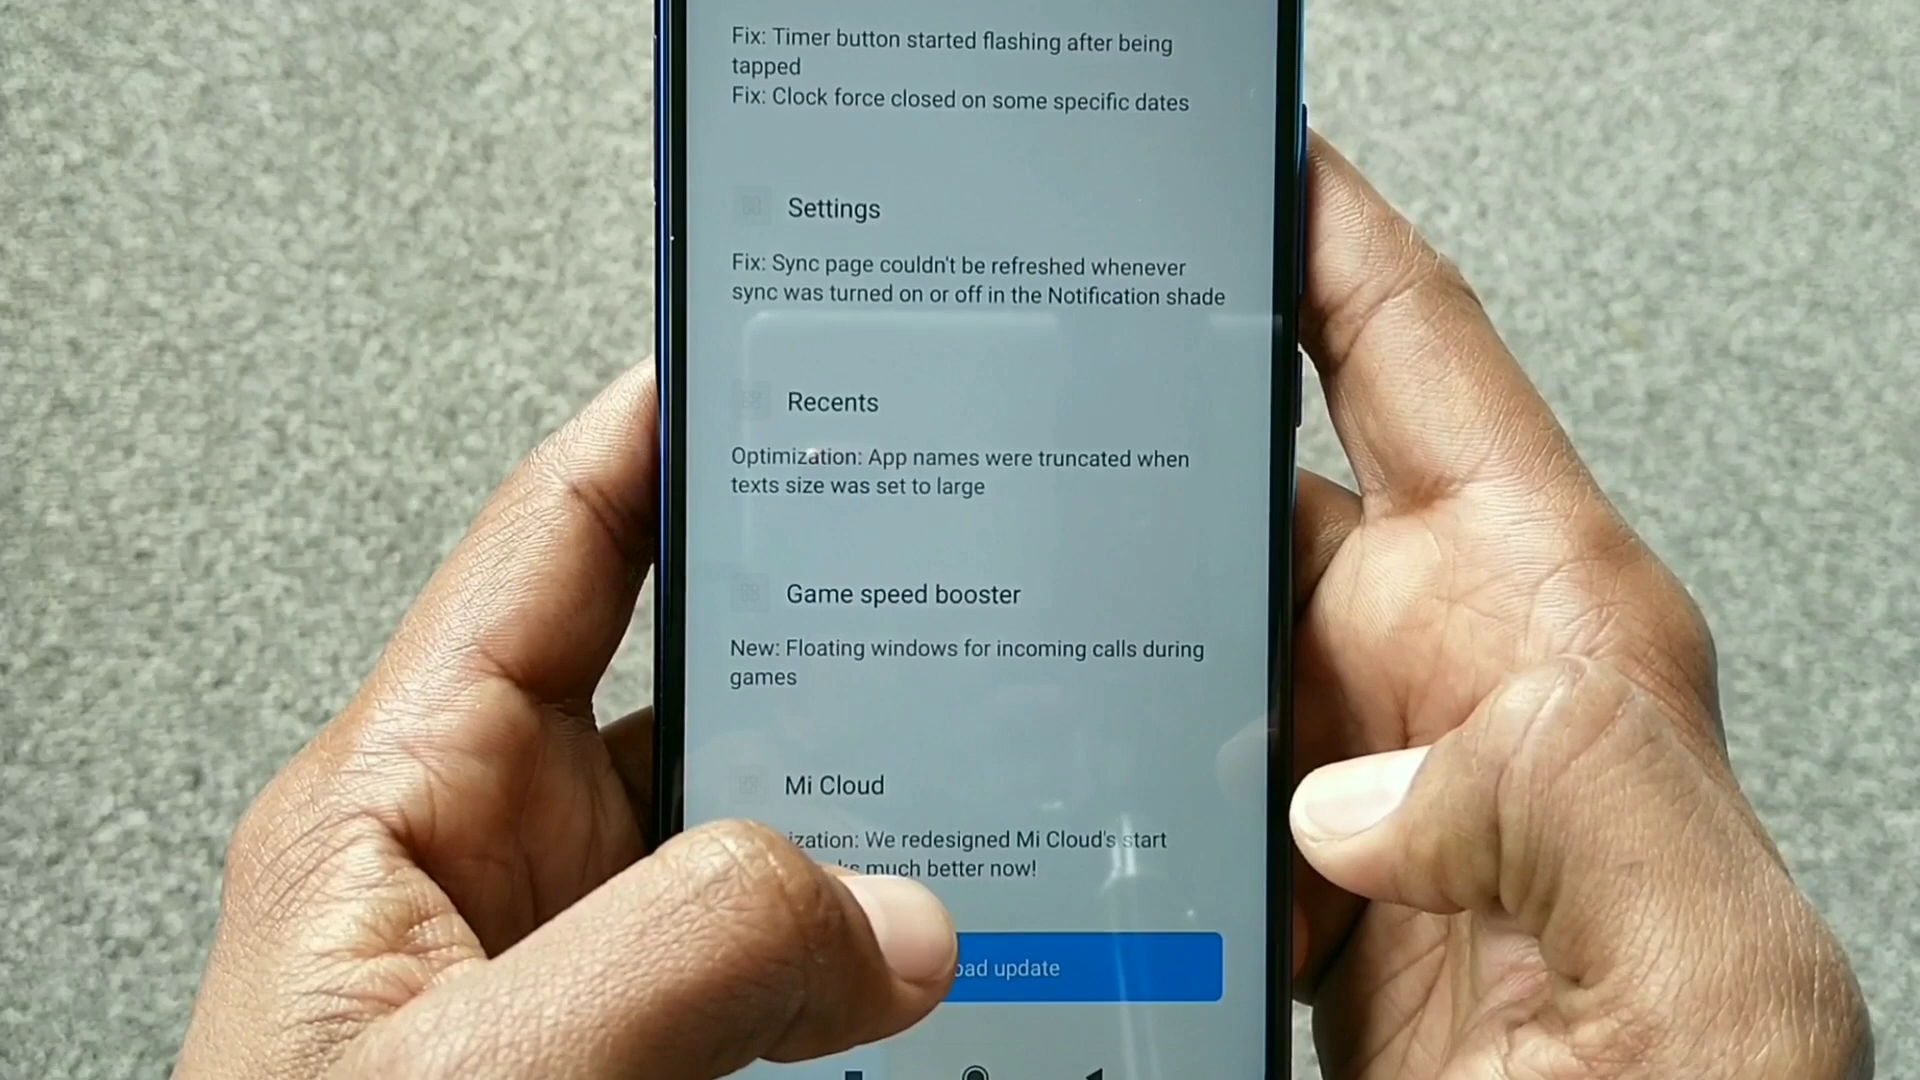 Fix: Timer button started flashing after being
tapped
Fix: Clock force closed on some specific dates
Settings
Fix: Sync page couldn't be refreshed whenever
sync was turned on or off in the Notification shade
Recents
Optimization: App names were truncated when
texts size was set to large
Game speed booster
New: Floating windows for incoming calls during
games
Mi Cloud
ization: We redesigned Mi Cloud's start
much better now!
oad update